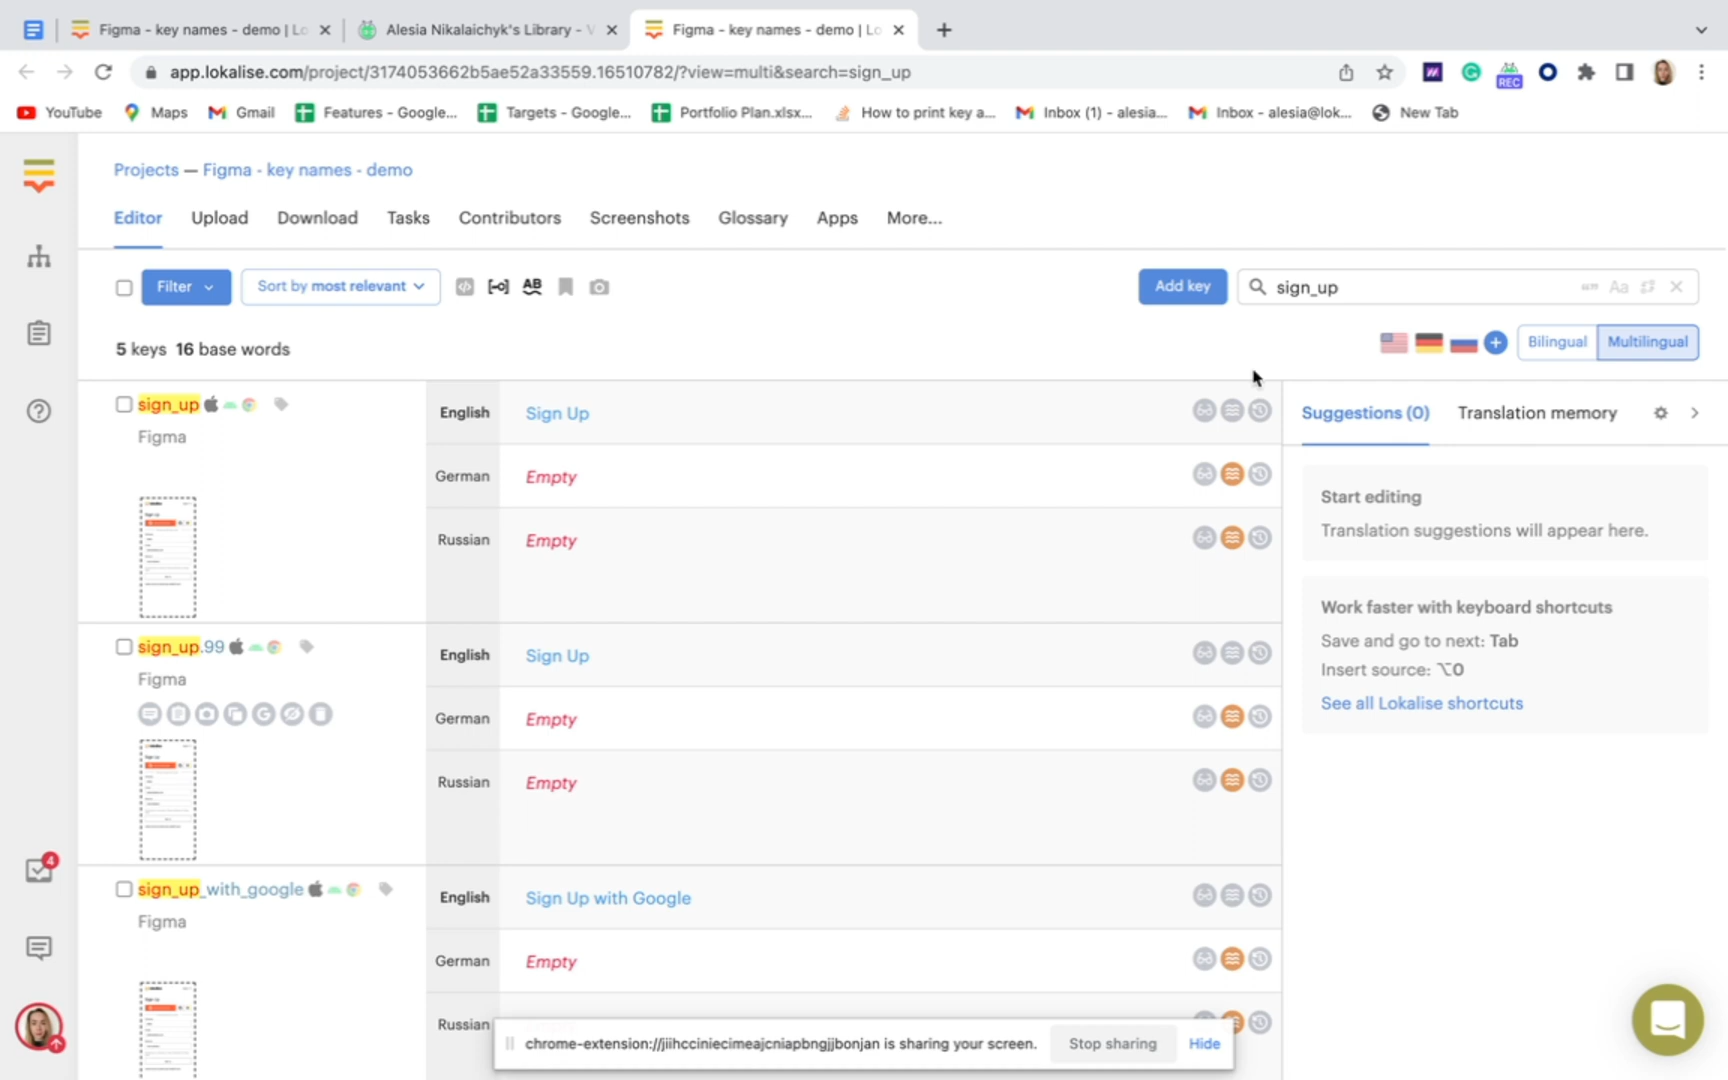 Figma - key names - demo | Lo
Alesia Nikalaichyk's Library - V
Figma - key names - demo | Lo
app.lokalise.com/project/3174053662b5ae52a33559.16510782/?view=multi&search=sign_up
REC
YouTube
Maps
Gmail
Features - Google...
Targets - Google...
Portfolio Plan.xlsx...
How to print key a...
Inbox (1) - alesia...
Inbox - alesia@lok...
New Tab
Projects — Figma - key names - demo
Editor
Upload
Download
Tasks
Contributors
Screenshots
Glossary
Apps
More...
Filter
Sort by most relevant
AB
Add key
sign_up
Aa
5 keys 16 base words
Bilingual
Multilingual
sign_up
Figma
English
Sign Up
German
Empty
Russian
Empty
Suggestions (0)
Translation memory
Start editing
Translation suggestions will appear here.
Work faster with keyboard shortcuts
Save and go to next: Tab
Insert source: ⌥0
See all Lokalise shortcuts
sign_up.99
Figma
English
Sign Up
German
Empty
Russian
Empty
sign_up_with_google
Figma
English
Sign Up with Google
German
Empty
Russian
4
chrome-extension://jiihcciniecimeajcniapbngjjbonjan is sharing your screen.
Stop sharing
Hide